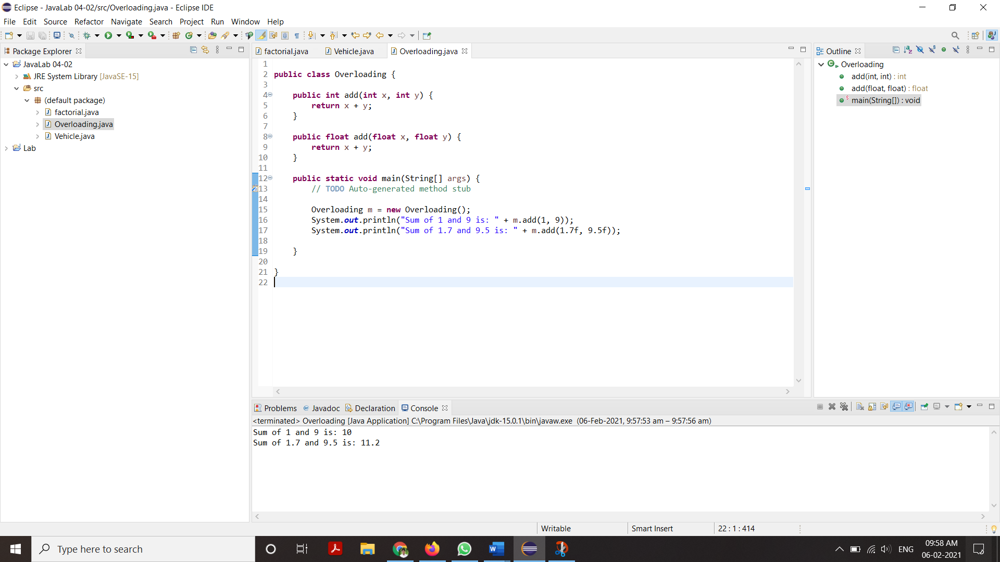 Eclipse - JavaLab 04-02/src/Overloading.java - Eclipse IDE
File Edit Source Refactor Navigate Search Project Run Window Help
Package Explorer
JavaLab 04-02
JRE System Library [JavaSE-15]
src
(default package)
factorial.java
Overloading.java
Vehicle.java
Lab
factorial.java Vehicle.java Overloading.java
1
2 public class Overloading {
3
4 public int add(int x, int y) {
5 return x + y;
6 }
7
8 public float add(float x, float y) {
9 return x + y;
10 }
11
12 public static void main(String[] args) {
13 // TODO Auto-generated method stub
14
15 Overloading m = new Overloading();
16 System.out.println("Sum of 1 and 9 is: " + m.add(1, 9));
17 System.out.println("Sum of 1.7 and 9.5 is: " + m.add(1.7f, 9.5f));
18
19 }
20
21 }
22
Outline
Overloading
add(int, int) : int
add(float, float) : float
main(String[]) : void
Problems Javadoc Declaration Console
<terminated> Overloading [Java Application] C:\Program Files\Java\jdk-15.0.1\bin\javaw.exe (06-Feb-2021, 9:57:53 am – 9:57:56 am)
Sum of 1 and 9 is: 10
Sum of 1.7 and 9.5 is: 11.2
Writable Smart Insert 22 : 1 : 414
Type here to search
ENG
09:58 AM
06-02-2021